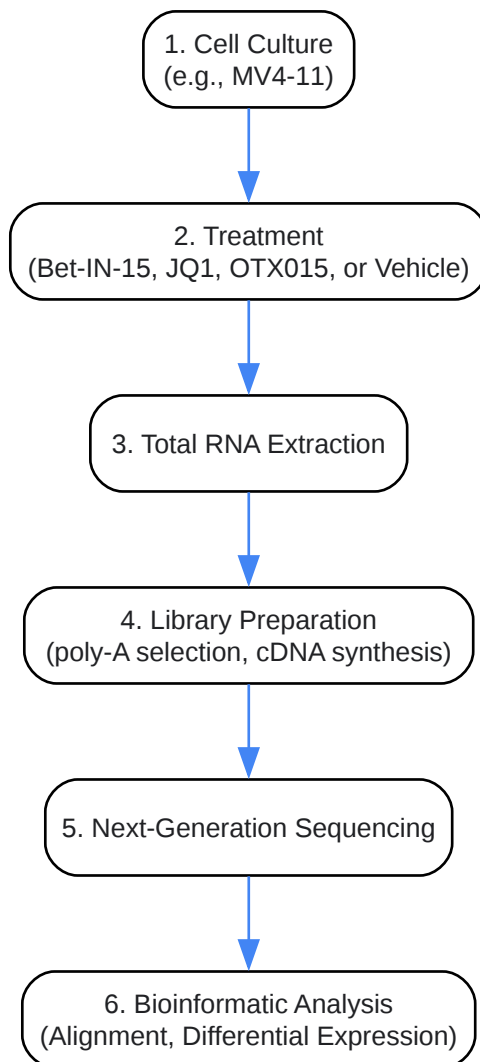 1. Cell Culture
(e.g., MV4-11)
2. Treatment
(Bet-IN-15, JQ1, OTX015, or Vehicle)
3. Total RNA Extraction
4. Library Preparation
(poly-A selection, cDNA synthesis)
5. Next-Generation Sequencing
6. Bioinformatic Analysis
(Alignment, Differential Expression)